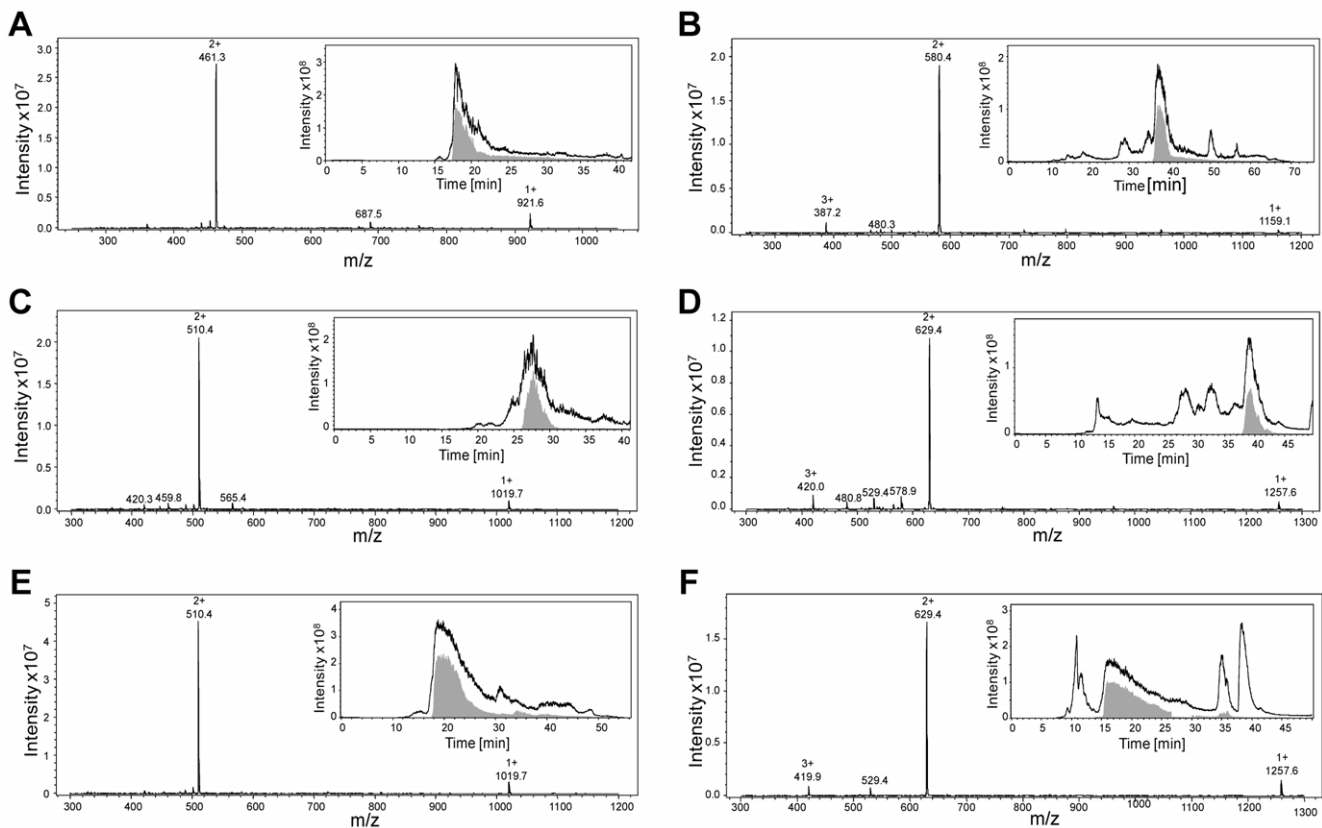 A
Intensity x10⁷
3.0
2.5
2.0
1.5
1.0
0.5
0.0
2+
461.3
687.5
1+
921.6
300 400 500 600 700 800 900 1000
m/z
Intensity x10⁸
3
2
1
0
0 5 10 15 20 25 30 35 40
Time [min]
B
Intensity x10⁷
2.0
1.5
1.0
0.5
0.0
2+
580.4
3+
387.2
480.3
1+
1159.1
300 400 500 600 700 800 900 1000 1100 1200
m/z
Intensity x10⁸
2
1
0
0 10 20 30 40 50 60 70
Time [min]
C
Intensity x10⁷
2.0
1.5
1.0
0.5
0.0
2+
510.4
420.3 459.8 565.4
1+
1019.7
300 400 500 600 700 800 900 1000 1100 1200
m/z
Intensity x10⁸
2
1
0
0 5 10 15 20 25 30 35 40
Time [min]
D
Intensity x10⁷
1.2
1.0
0.8
0.6
0.4
0.2
0.0
2+
629.4
3+
420.0
480.8 529.4 578.9
1+
1257.6
300 400 500 600 700 800 900 1000 1100 1200 1300
m/z
Intensity x10⁸
1
0
0 5 10 15 20 25 30 35 40 45
Time [min]
E
Intensity x10⁷
5
4
3
2
1
0
2+
510.4
1+
1019.7
300 400 500 600 700 800 900 1000 1100 1200
m/z
Intensity x10⁸
4
3
2
1
0
0 10 20 30 40 50
Time [min]
F
Intensity x10⁷
1.5
1.0
0.5
0.0
2+
629.4
3+
419.9
529.4
1+
1257.6
300 400 500 600 700 800 900 1000 1100 1200 1300
m/z
Intensity x10⁸
3
2
1
0
0 5 10 15 20 25 30 35 40 45
Time [min]